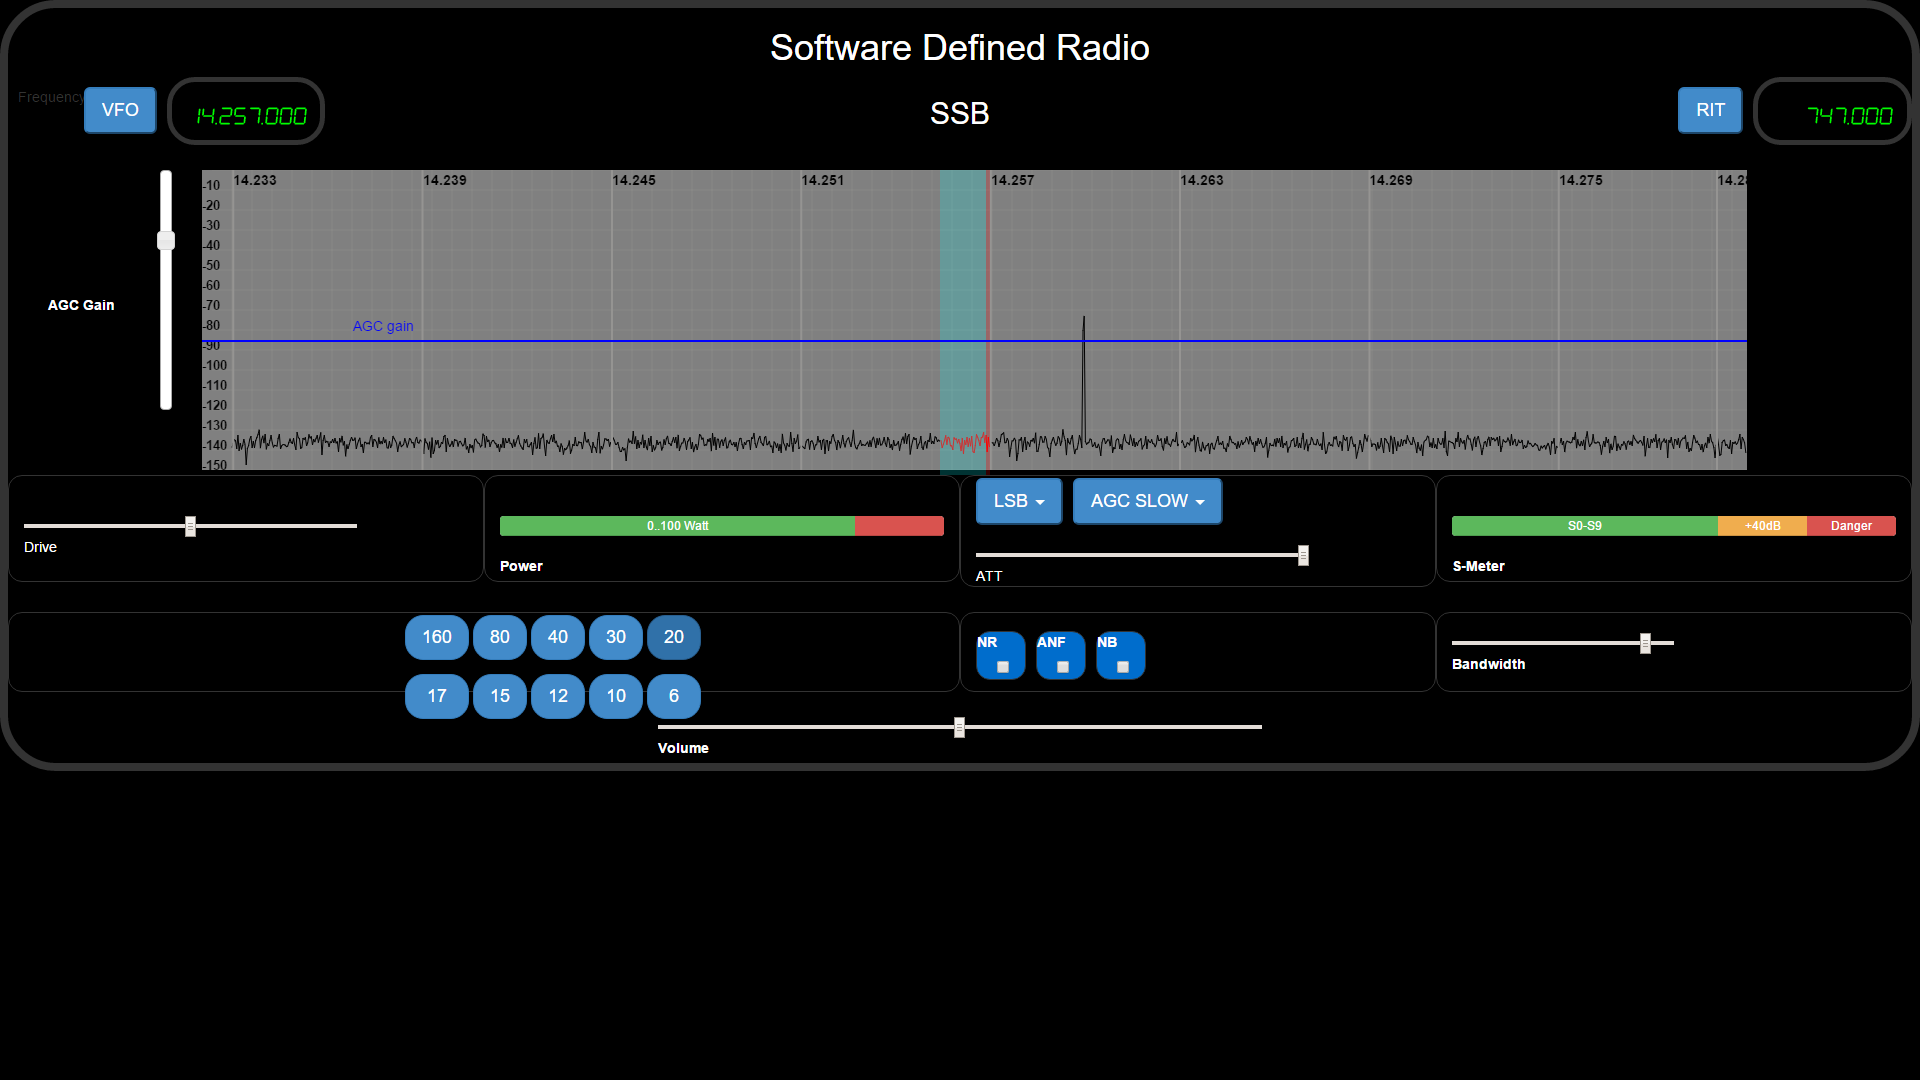 Software Defined Radio
Frequency VFO 14.257.000 SSB RIT 747.000
14.233 14.239 14.245 14.251 14.257 14.263 14.269 14.275
-10
-20
-30
-40
-50
-60
-70
-80
-90
-100
-110
-120
-130
-140
-150
AGC Gain
AGC gain
Drive
0..100 Watt
Power
LSB AGC SLOW
ATT
S0-S9 +40dB Danger
S-Meter
160 80 40 30 20
17 15 12 10 6
NR ANF NB
Bandwidth
Volume